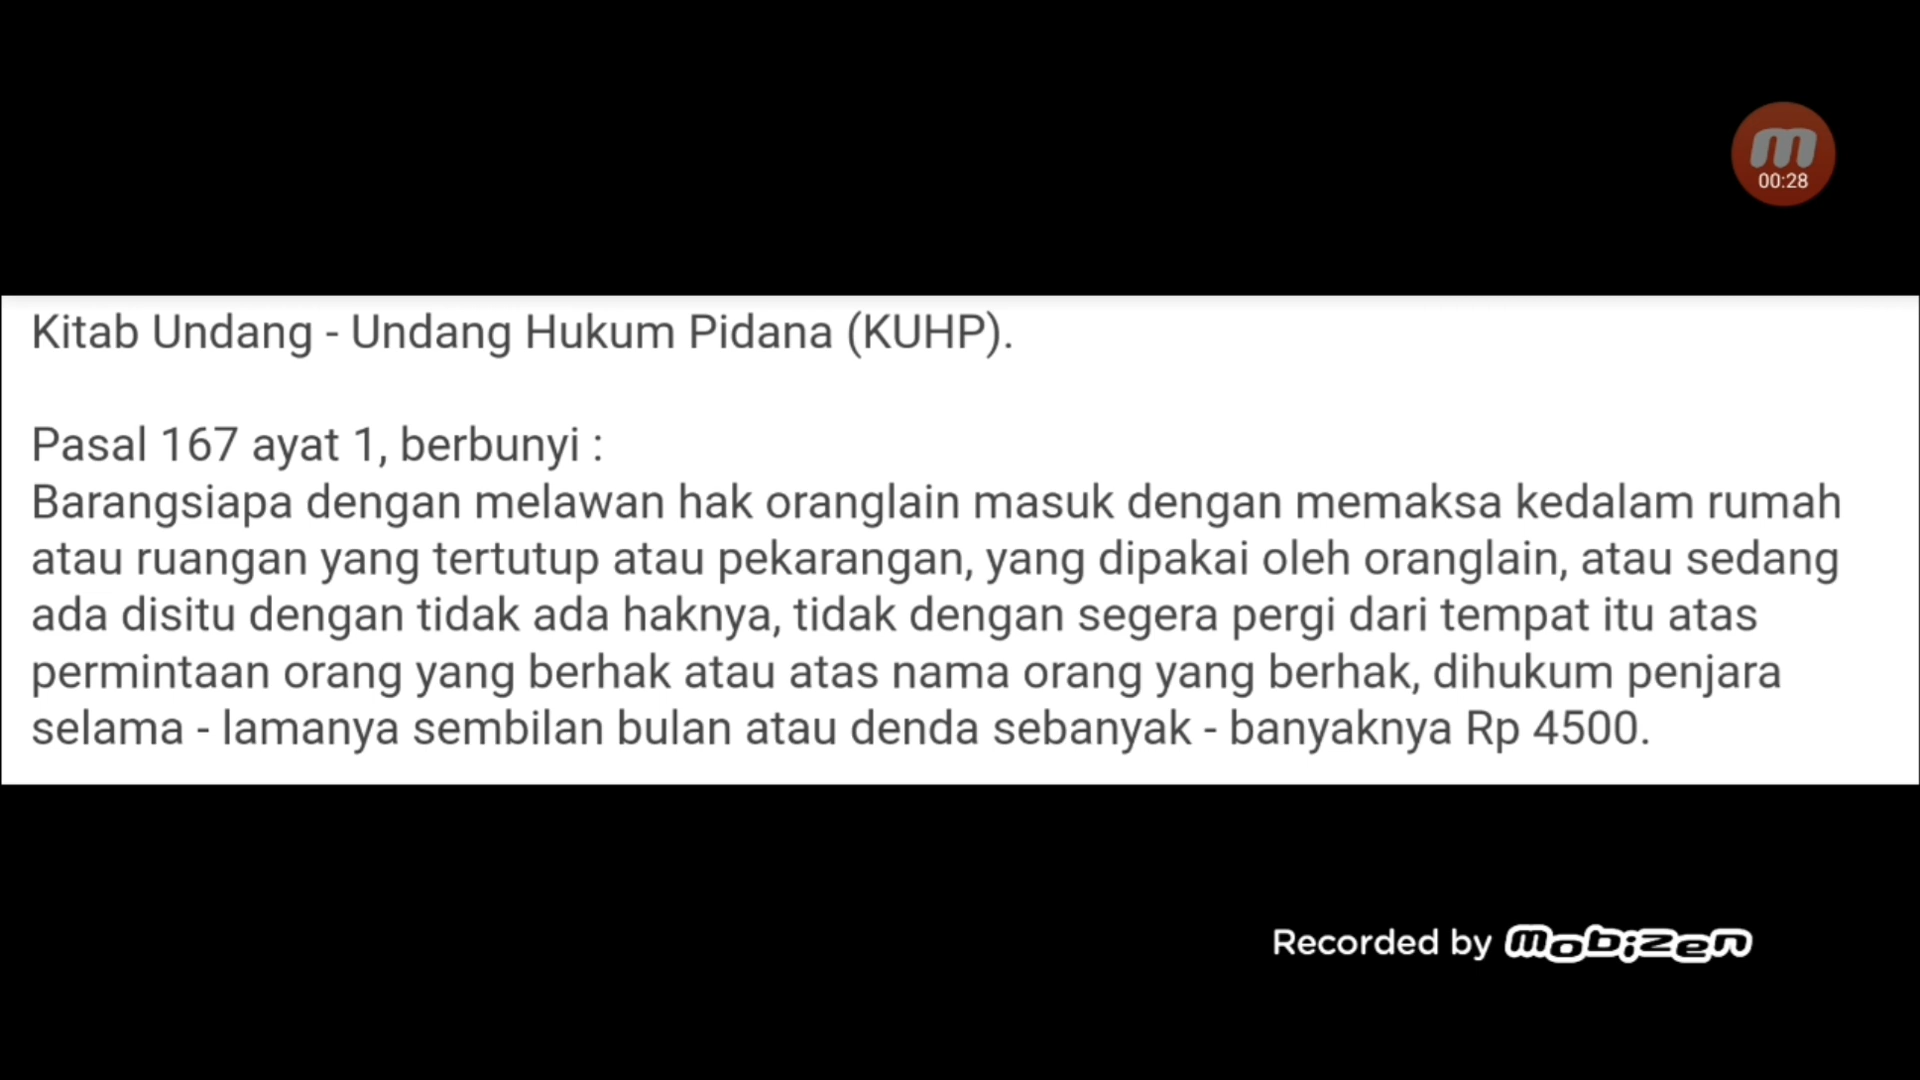 m
00:28
Kitab Undang - Undang Hukum Pidana (KUHP).
Pasal 167 ayat 1, berbunyi :
Barangsiapa dengan melawan hak oranglain masuk dengan memaksa kedalam rumah
atau ruangan yang tertutup atau pekarangan, yang dipakai oleh oranglain, atau sedang
ada disitu dengan tidak ada haknya, tidak dengan segera pergi dari tempat itu atas
permintaan orang yang berhak atau atas nama orang yang berhak, dihukum penjara
selama - lamanya sembilan bulan atau denda sebanyak - banyaknya Rp 4500.
Recorded by mobizen